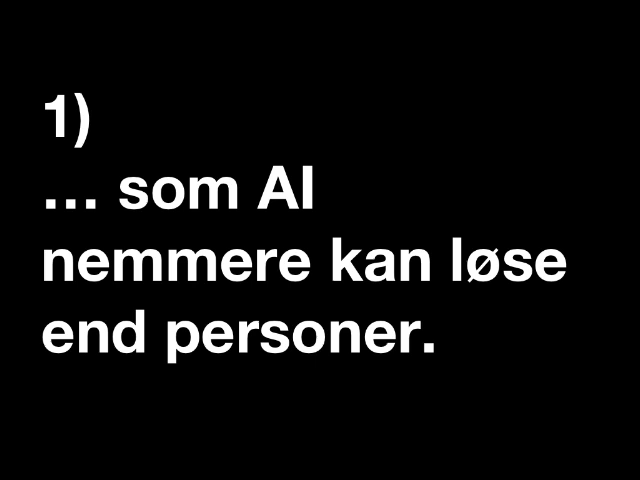 1)
… som AI
nemmere kan løse
end personer.